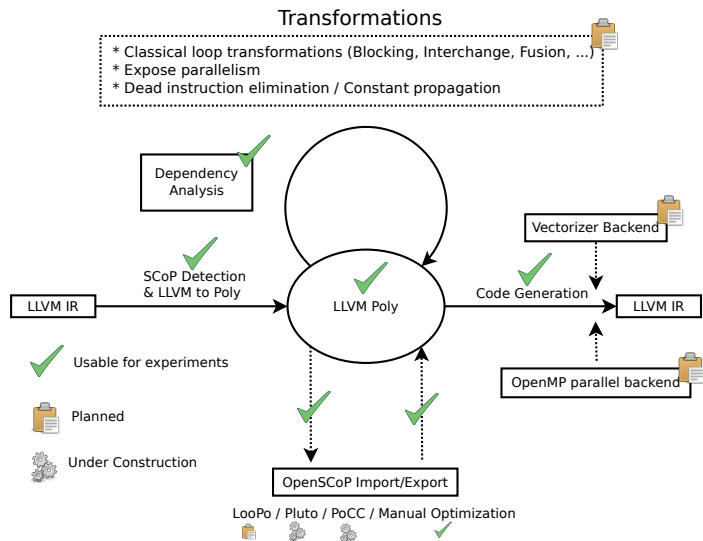 Transformations
* Classical loop transformations (Blocking, Interchange, Fusion, ...)
* Expose parallelism
* Dead instruction elimination / Constant propagation
Dependency
Analysis
Vectorizer Backend
SCoP Detection
& LLVM to Poly
Code Generation
LLVM IR
LLVM Poly
LLVM IR
Usable for experiments
OpenMP parallel backend
Planned
Under Construction
OpenSCoP Import/Export
LooPo / Pluto / PoCC / Manual Optimization